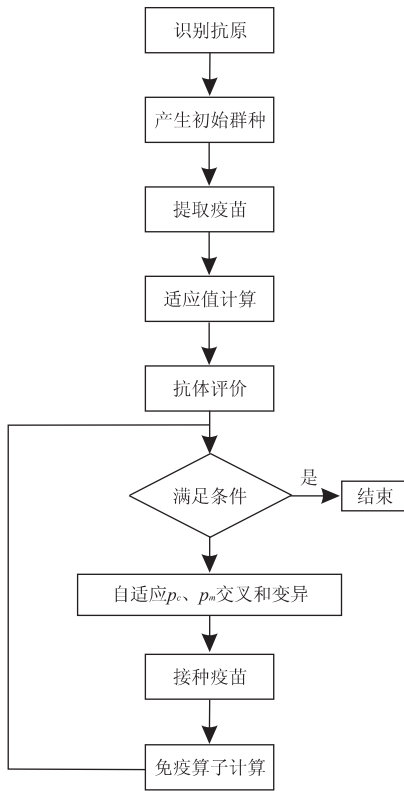 识别抗原
产生初始群种
提取疫苗
适应值计算
抗体评价
满足条件
是
结束
自适应pc、pm交叉和变异
接种疫苗
免疫算子计算